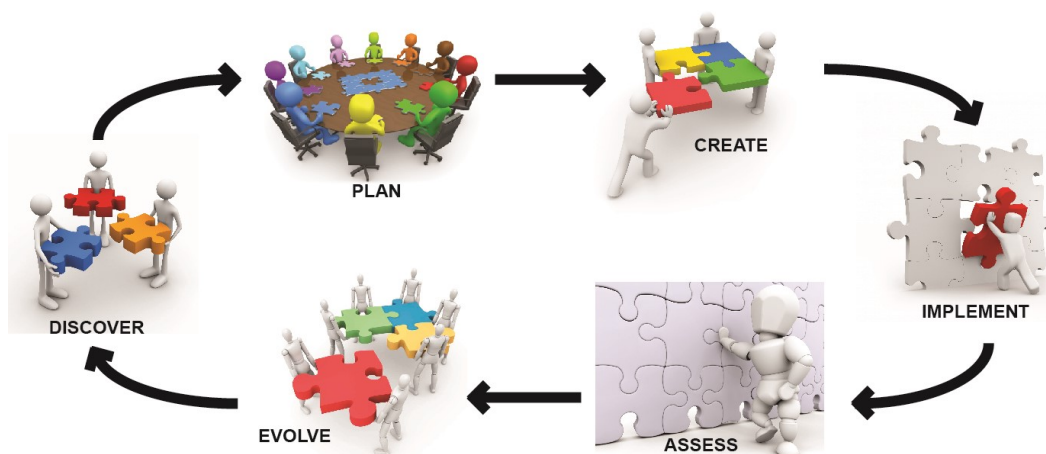 PLAN
CREATE
IMPLEMENT
ASSESS
EVOLVE
DISCOVER